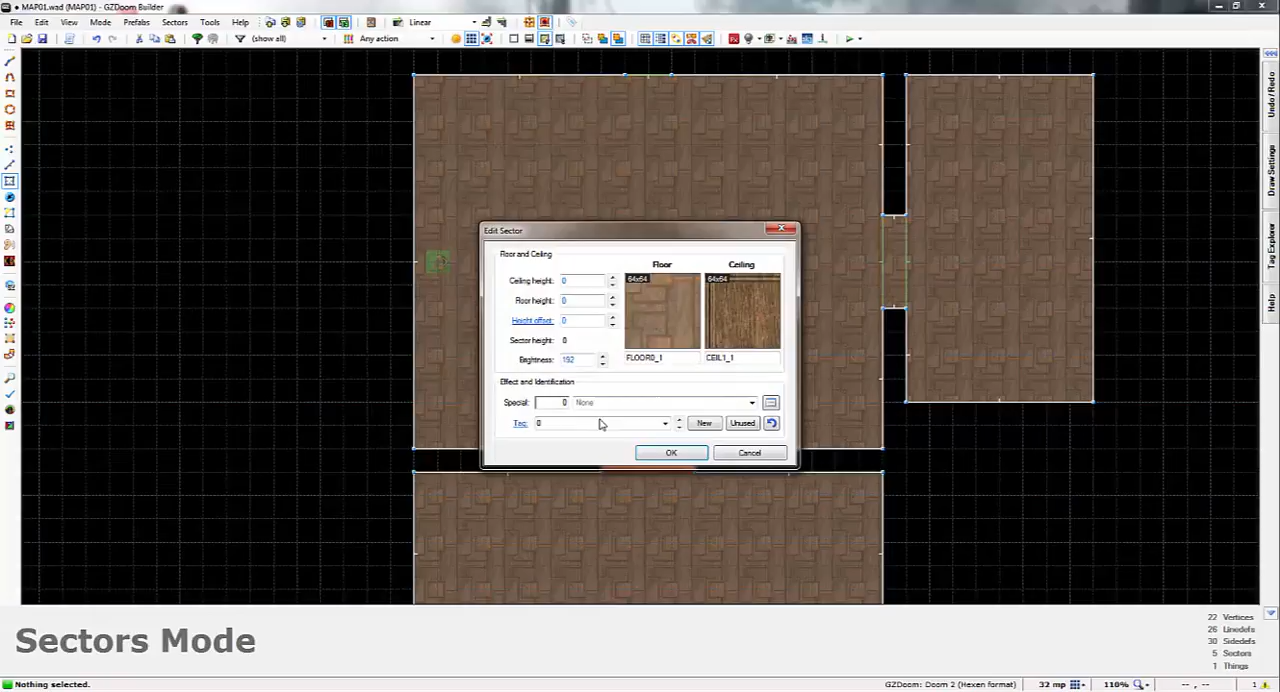 MAP01.wad (MAP01) - GZDoom Builder
File Edit View Mode Prefabs Sectors Tools Help Linear
(show all) Any action
Undo / Redo
Draw Settings
Tag Explorer
Help
Edit Sector
Floor and Ceiling
Floor Ceiling
Ceiling height: 0
Floor height: 0
Height offset: 0
Sector height: 0
Brightness: 192
64x64 64x64
FLOOR0_1 CEIL1_1
Effect and Identification
Special: 0 None
Tag: 0 New Unused
OK Cancel
Sectors Mode
22 Vertices
26 Linedefs
30 Sidedefs
5 Sectors
1 Things
Nothing selected. GZDoom: Doom 2 (Hexen format) 32 mp 110% -- , -- 1